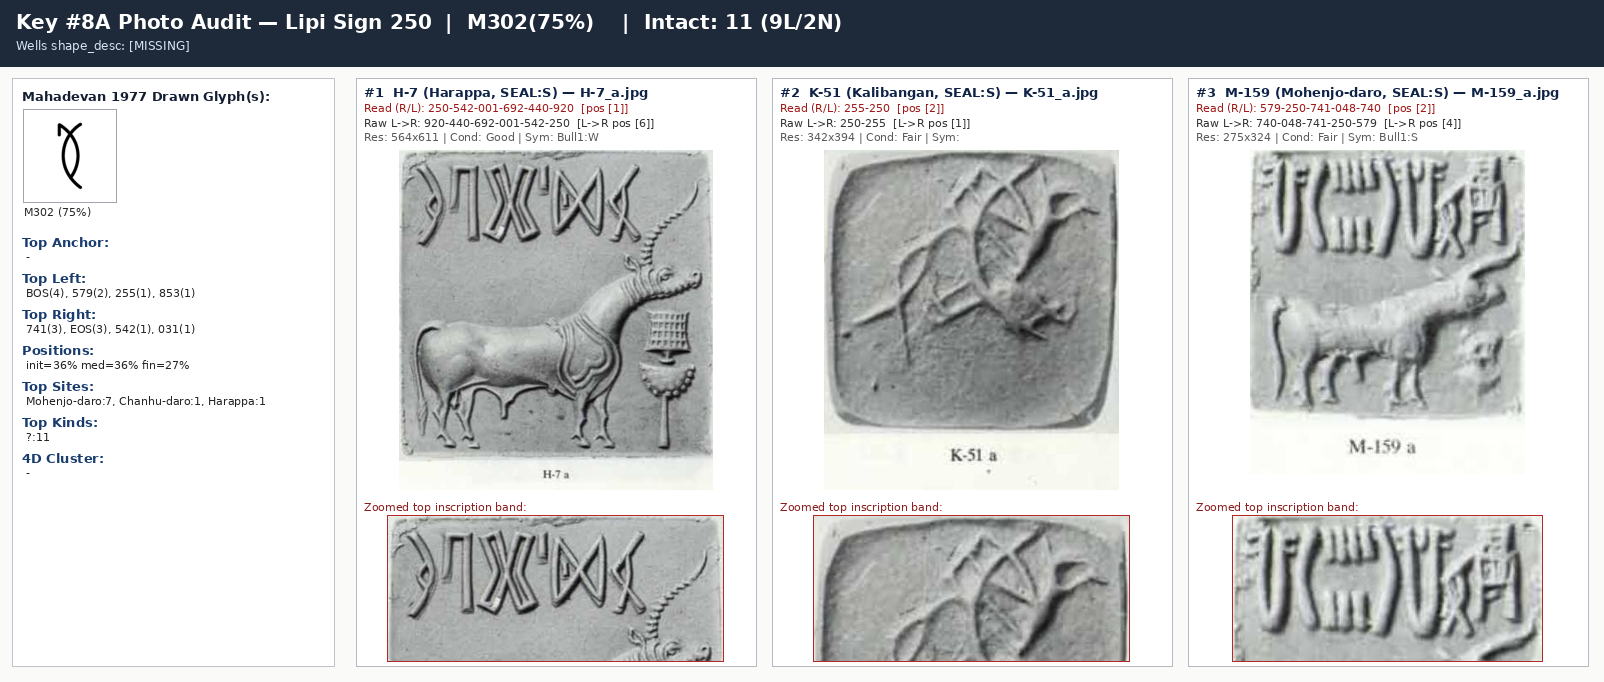 Key #8A Photo Audit — Lipi Sign 250 | M302(75%) | Intact: 11 (9L/2N)
Wells shape_desc: [MISSING]
Mahadevan 1977 Drawn Glyph(s):
M302 (75%)
Top Anchor:
-
Top Left:
BOS(4), 579(2), 255(1), 853(1)
Top Right:
741(3), EOS(3), 542(1), 031(1)
Positions:
init=36% med=36% fin=27%
Top Sites:
Mohenjo-daro:7, Chanhu-daro:1, Harappa:1
Top Kinds:
?:11
4D Cluster:
-
#1 H-7 (Harappa, SEAL:S) — H-7_a.jpg
Read (R/L): 250-542-001-692-440-920 [pos [1]]
Raw L->R: 920-440-692-001-542-250 [L->R pos [6]]
Res: 564x611 | Cond: Good | Sym: Bull1:W
H-7 a
Zoomed top inscription band:
#2 K-51 (Kalibangan, SEAL:S) — K-51_a.jpg
Read (R/L): 255-250 [pos [2]]
Raw L->R: 250-255 [L->R pos [1]]
Res: 342x394 | Cond: Fair | Sym:
K-51 a
Zoomed top inscription band:
#3 M-159 (Mohenjo-daro, SEAL:S) — M-159_a.jpg
Read (R/L): 579-250-741-048-740 [pos [2]]
Raw L->R: 740-048-741-250-579 [L->R pos [4]]
Res: 275x324 | Cond: Fair | Sym: Bull1:S
M-159 a
Zoomed top inscription band: